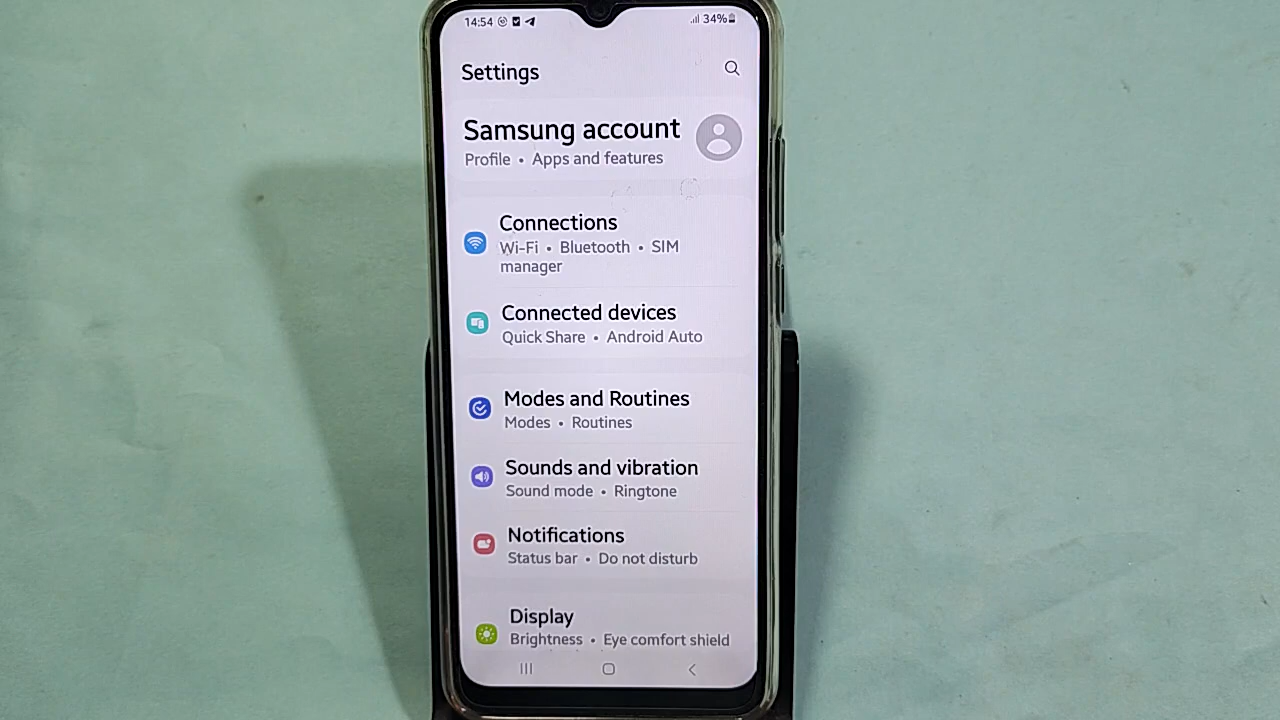 14:54 34%
Settings
Samsung account
Profile • Apps and features
Connections
Wi-Fi • Bluetooth • SIM
manager
Connected devices
Quick Share • Android Auto
Modes and Routines
Modes • Routines
Sounds and vibration
Sound mode • Ringtone
Notifications
Status bar • Do not disturb
Display
Brightness • Eye comfort shield